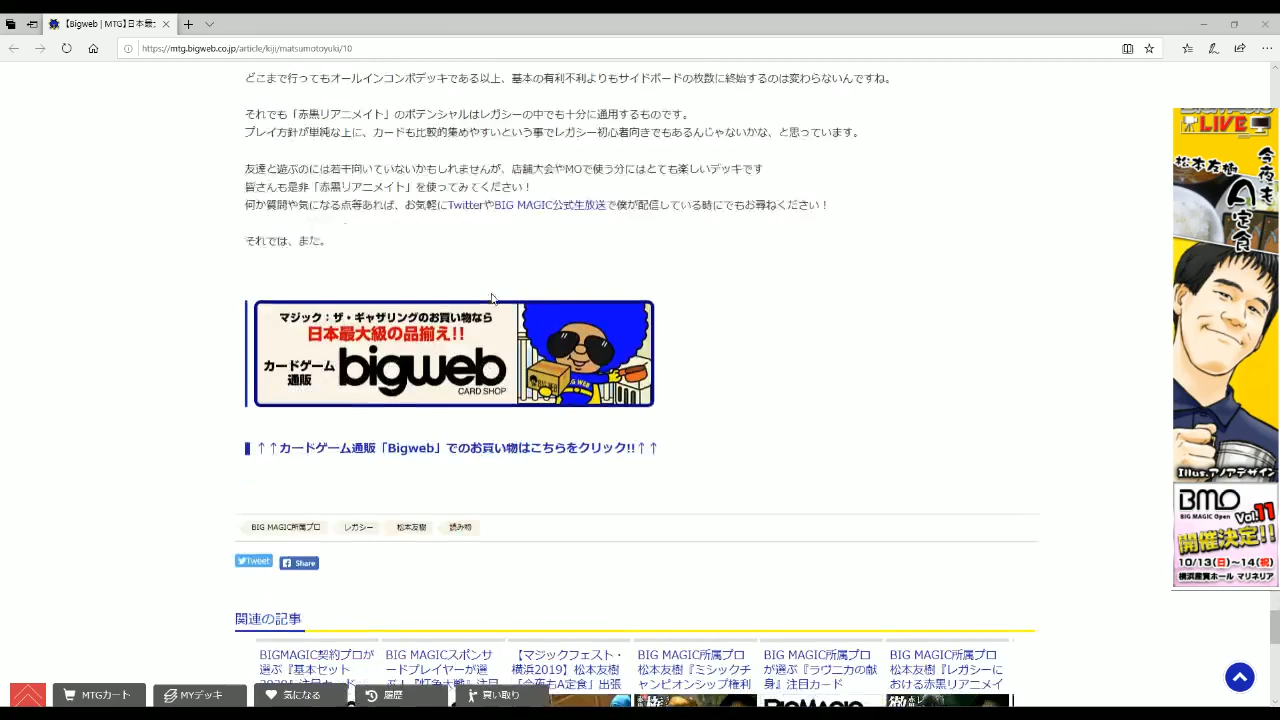 【Bigweb | MTG】日本最大
https://mtg.bigweb.co.jp/article/kiji/matsumotoyuki/10
どこまで行ってもオールインコンボデッキである以上、基本の有利不利よりもサイドボードの枚数に終始するのは変わらないんですね。
それでも「赤黒リアニメイト」のポテンシャルはレガシーの中でも十分に通用するものです。
プレイ方針が単純な上に、カードも比較的集めやすいという事でレガシー初心者向きでもあるんじゃないかな、と思っています。
友達と遊ぶのには若干向いていないかもしれませんが、店舗大会やMOで使う分にはとても楽しいデッキです
皆さんも是非「赤黒リアニメイト」を使ってみてください!
何か質問や気になる点等あれば、お気軽にTwitterやBIG MAGIC公式生放送で僕が配信している時にでもお尋ねください!
それでは、また。
マジック:ザ・ギャザリングのお買い物なら
日本最大級の品揃え!!
カードゲーム
通販
bigweb
CARD SHOP
BIG WEB
↑↑カードゲーム通販「Bigweb」でのお買い物はこちらをクリック!!↑↑
BIG MAGIC所属プロ
レガシー
松本友樹
読み物
Tweet
Share
関連の記事
BIGMAGIC契約プロが
選ぶ『基本セット
BIG MAGICスポンサ
ードプレイヤーが選
【マジックフェスト・
横浜2019】松本友樹
「今夜もA定食」出張
BIG MAGIC所属プロ
松本友樹『ミシックチ
ャンピオンシップ権利
BIG MAGIC所属プロ
が選ぶ『ラヴニカの献
身』注目カード
BIG MAGIC所属プロ
松本友樹『レガシーに
おける赤黒リアニメイ
MTGカート
MYデッキ
気になる
履歴
買い取り
LIVE
松本友樹の
今夜も
A定食
Illus.アノアデザイン
BMO
BIG MAGIC Open
Vol.11
開催決定!!
10/13(日)~14(祝)
横浜産貿ホール マリネリア